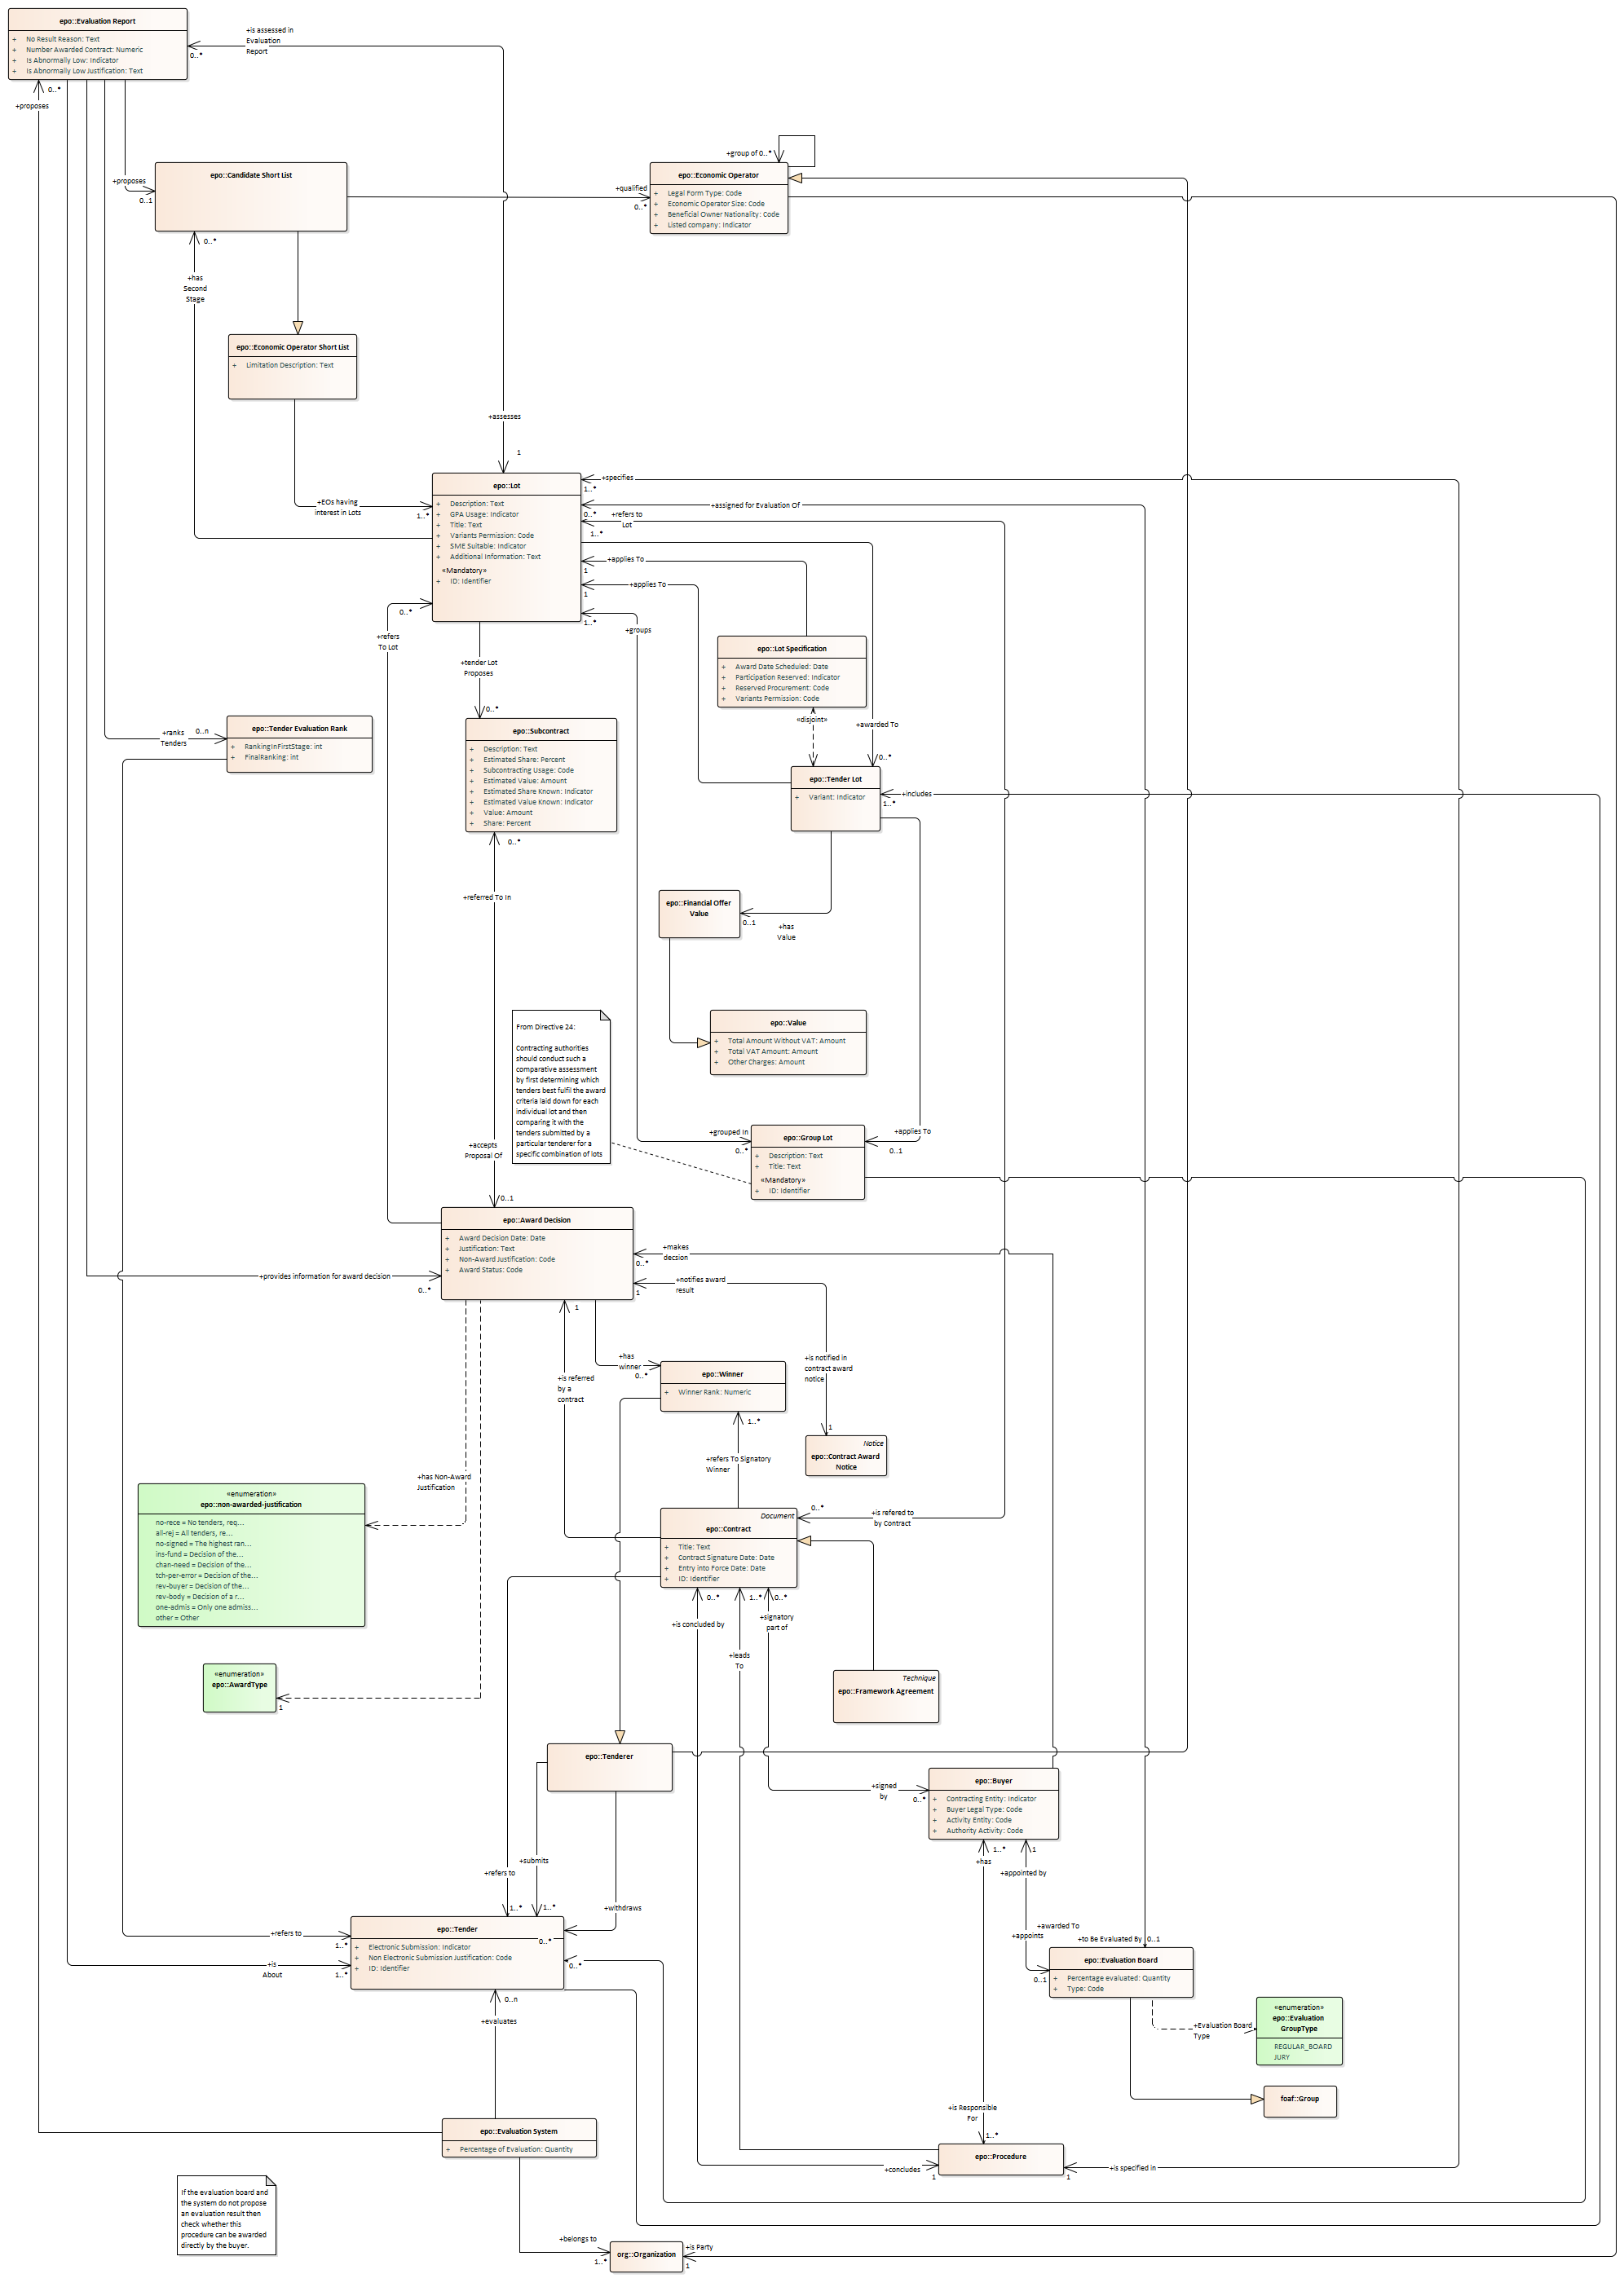 epo::Evaluation Report
+ No Result Reason: Text
+ Number Awarded Contract: Numeric
+ Is Abnormally Low: Indicator
+ Is Abnormally Low Justification: Text
+is assessed in
Evaluation
Report
0..*
0..*
+proposes
+group of 0..*
epo::Candidate Short List
+proposes
0..1
epo::Economic Operator
+ Legal Form Type: Code
+ Economic Operator Size: Code
+ Beneficial Owner Nationality: Code
+ Listed company: Indicator
+qualified
0..*
0..*
+has
Second
Stage
epo::Economic Operator Short List
+ Limitation Description: Text
+assesses
1
+EOs having
interest in Lots
1..*
epo::Lot
+ Description: Text
+ GPA Usage: Indicator
+ Title: Text
+ Variants Permission: Code
+ SME Suitable: Indicator
+ Additional Information: Text
«Mandatory»
+ ID: Identifier
+specifies
1..*
+assigned for Evaluation Of
0..*
+refers to
Lot
1..*
+applies To
1
+applies To
1
1..*
+groups
0..*
+refers
To Lot
+tender Lot
Proposes
0..*
epo::Lot Specification
+ Award Date Scheduled: Date
+ Participation Reserved: Indicator
+ Reserved Procurement: Code
+ Variants Permission: Code
«disjoint»
+awarded To
0..*
epo::Tender Evaluation Rank
+ RankingInFirstStage: int
+ FinalRanking: int
+ranks
Tenders
0..n
epo::Subcontract
+ Description: Text
+ Estimated Share: Percent
+ Subcontracting Usage: Code
+ Estimated Value: Amount
+ Estimated Share Known: Indicator
+ Estimated Value Known: Indicator
+ Value: Amount
+ Share: Percent
0..*
epo::Tender Lot
+ Variant: Indicator
+includes
1..*
+referred To In
epo::Financial Offer
Value
0..1
+has
Value
From Directive 24:
Contracting authorities
should conduct such a
comparative assessment
by first determining which
tenders best fulfil the award
criteria laid down for each
individual lot and then
comparing it with the
tenders submitted by a
particular tenderer for a
specific combination of lots
epo::Value
+ Total Amount Without VAT: Amount
+ Total VAT Amount: Amount
+ Other Charges: Amount
+accepts
Proposal Of
0..1
+grouped In
0..*
epo::Group Lot
+ Description: Text
+ Title: Text
«Mandatory»
+ ID: Identifier
+applies To
0..1
epo::Award Decision
+ Award Decision Date: Date
+ Justification: Text
+ Non-Award Justification: Code
+ Award Status: Code
+provides information for award decision
0..*
+makes
decsion
0..*
+notifies award
result
1
1
+is referred
by a
contract
+has
winner
0..*
epo::Winner
+ Winner Rank: Numeric
+is notified in
contract award
notice
1
Notice
epo::Contract Award
Notice
1..*
+refers To Signatory
Winner
+has Non-Award
Justification
«enumeration»
epo::non-awarded-justification
no-rece = No tenders, req...
all-rej = All tenders, re...
no-signed = The highest ran...
ins-fund = Decision of the...
chan-need = Decision of the...
tch-per-error = Decision of the...
rev-buyer = Decision of the...
rev-body = Decision of a r...
one-admis = Only one admiss...
other = Other
Document
epo::Contract
+ Title: Text
+ Contract Signature Date: Date
+ Entry into Force Date: Date
+ ID: Identifier
0..*
+is refered to
by Contract
0..*
+is concluded by
1..*
0..*
+signatory
part of
+leads
To
«enumeration»
epo::AwardType
1
Technique
epo::Framework Agreement
epo::Tenderer
epo::Buyer
+ Contracting Entity: Indicator
+ Buyer Legal Type: Code
+ Activity Entity: Code
+ Authority Activity: Code
+signed
by
0..*
1..*
+has
1
+appointed by
+submits
+refers to
1..*
1..*
+withdraws
epo::Tender
+ Electronic Submission: Indicator
+ Non Electronic Submission Justification: Code
+ ID: Identifier
0..*
0..*
+refers to
1..*
+is
About
1..*
+awarded To
+appoints
0..1
+to Be Evaluated By
0..1
epo::Evaluation Board
+ Percentage evaluated: Quantity
+ Type: Code
+Evaluation Board
Type
«enumeration»
epo::Evaluation
GroupType
REGULAR_BOARD
JURY
foaf::Group
0..n
+evaluates
+is Responsible
For
1..*
epo::Evaluation System
+ Percentage of Evaluation: Quantity
epo::Procedure
+concludes
1
+is specified in
1
If the evaluation board and
the system do not propose
an evaluation result then
check whether this
procedure can be awarded
directly by the buyer.
+belongs to
1..*
org::Organization
+is Party
1